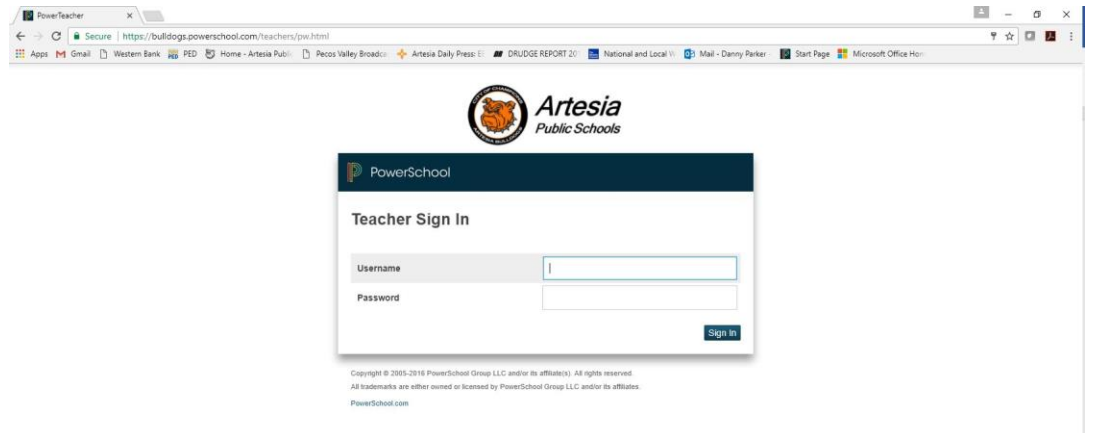 PowerTeacher
Secure | https://bulldogs.powerschool.com/teachers/pw.html
Apps Gmail Western Bank PED Home - Artesia Publi Pecos Valley Broadca Artesia Daily Press: E DRUDGE REPORT 20 National and Local W Mail - Danny Parker Start Page Microsoft Office Hom
Artesia
Public Schools
PowerSchool
Teacher Sign In
Username
Password
Sign In
Copyright © 2005-2016 PowerSchool Group LLC and/or its affiliate(s). All rights reserved.
All trademarks are either owned or licensed by PowerSchool Group LLC and/or its affiliates.
PowerSchool.com